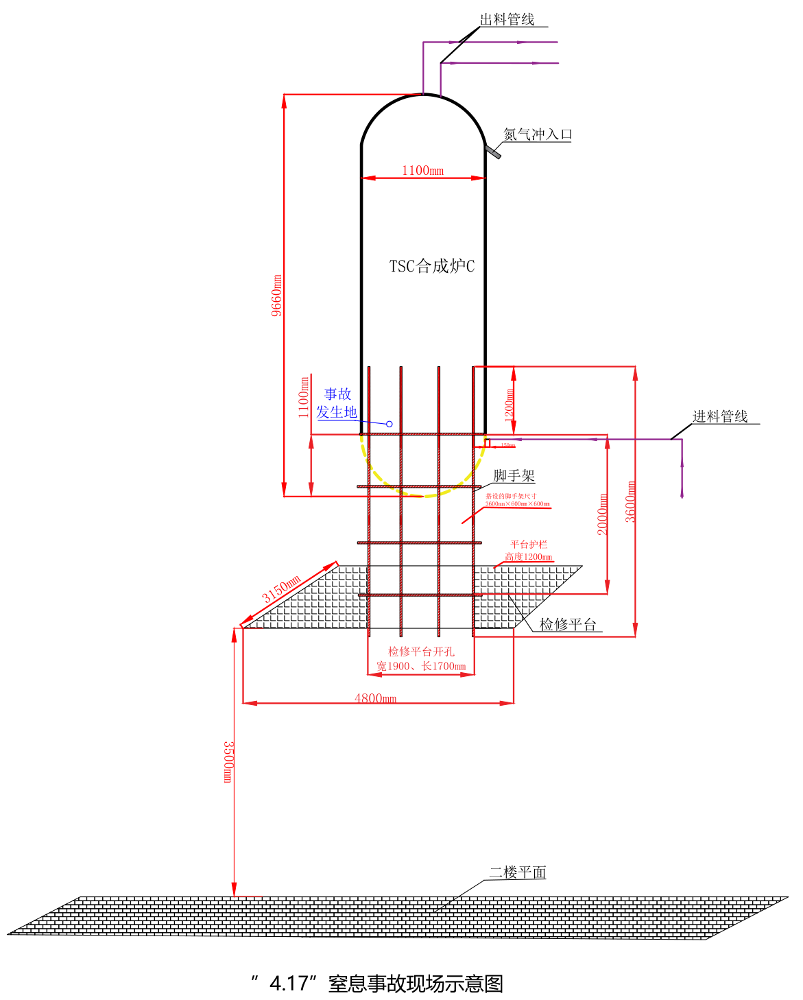 出料管线
氮气冲入口
1100mm
TSC合成炉C
9660mm
1100mm
事故
发生地
1200mm
进料管线
150mm
脚手架
搭设的脚手架尺寸
3600mm×600mm×600mm
2000mm
3600mm
平台护栏
高度1200mm
3150mm
检修平台
检修平台开孔
宽1900、长1700mm
4800mm
3500mm
二楼平面
" 4.17" 窒息事故现场示意图